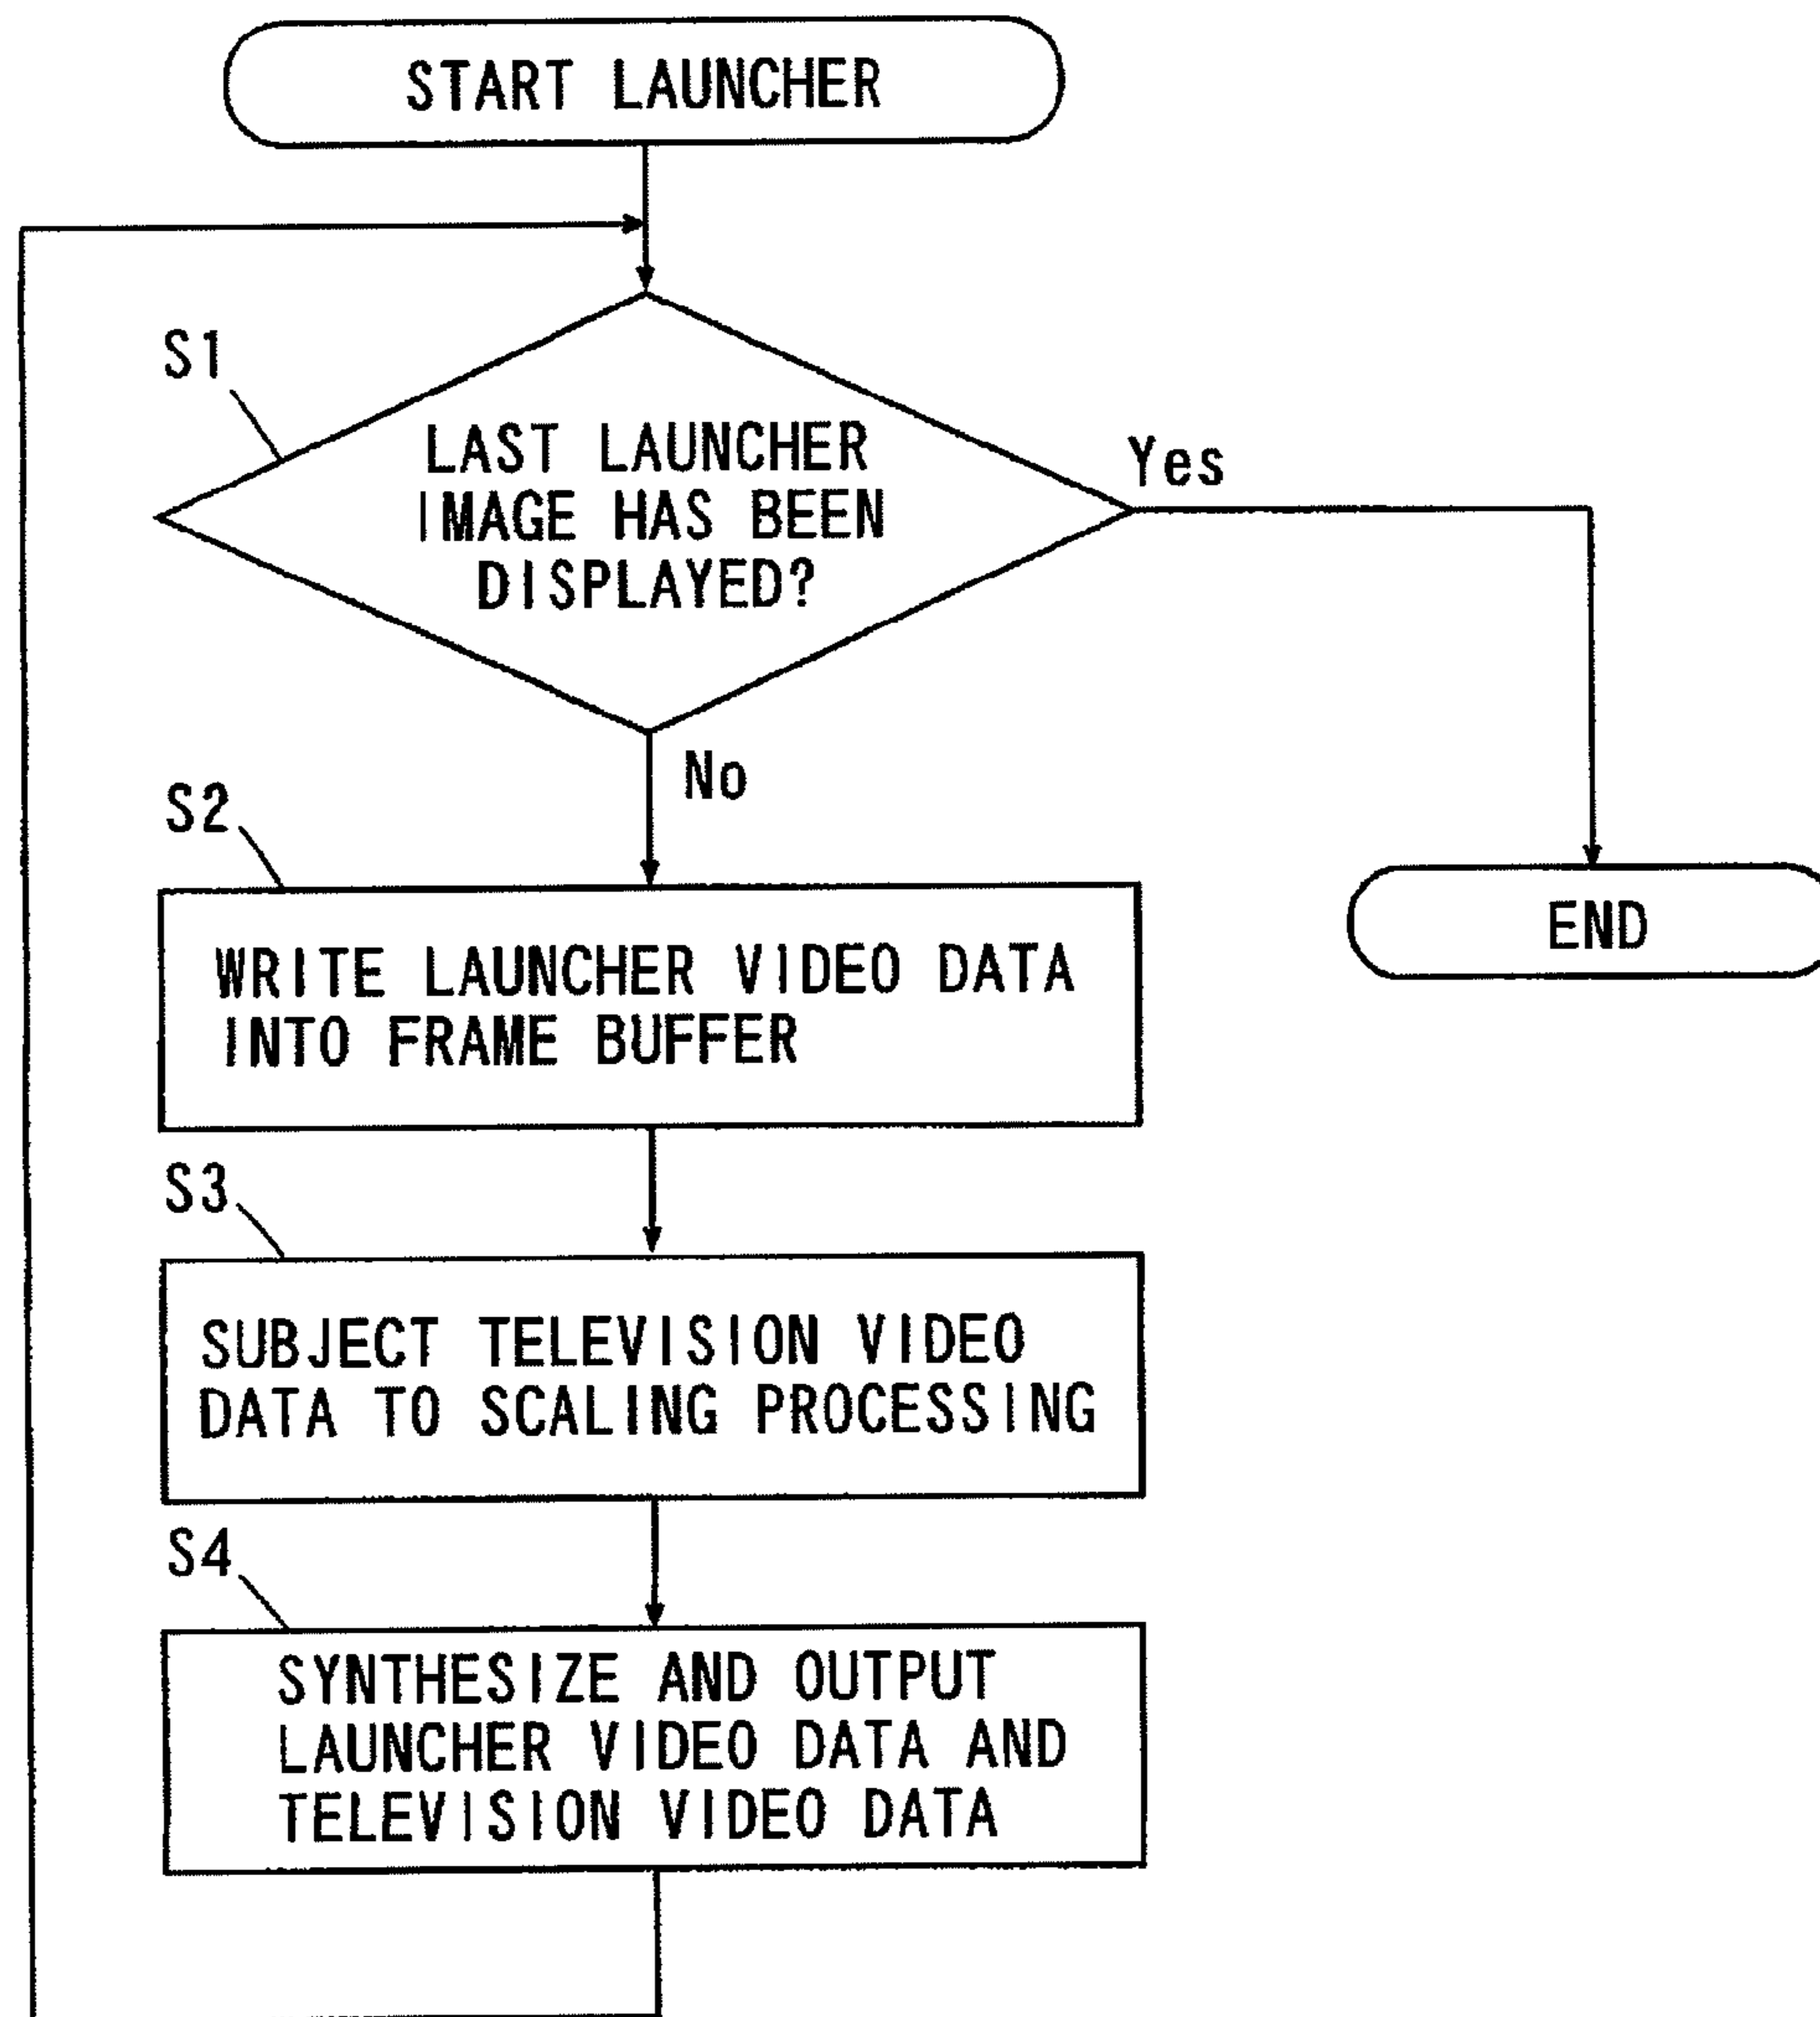 START LAUNCHER
S1
LAST LAUNCHER
IMAGE HAS BEEN
DISPLAYED?
Yes
No
S2
WRITE LAUNCHER VIDEO DATA
INTO FRAME BUFFER
END
S3
SUBJECT TELEVISION VIDEO
DATA TO SCALING PROCESSING
S4
SYNTHESIZE AND OUTPUT
LAUNCHER VIDEO DATA AND
TELEVISION VIDEO DATA